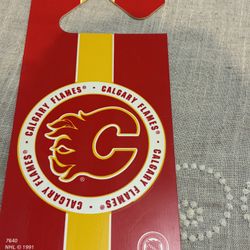 CALGARY FLAMES • CALGARY FLAMES • CALGARY FLAMES • CALGARY FLAMES •
C
7640
NHL © 1991